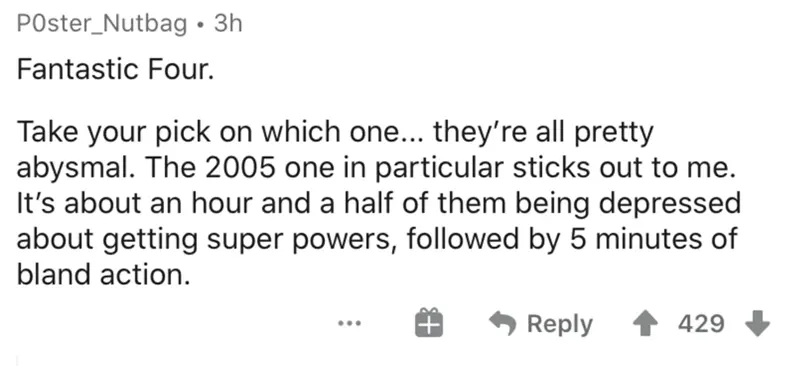 P0ster_Nutbag • 3h
Fantastic Four.
Take your pick on which one... they're all pretty
abysmal. The 2005 one in particular sticks out to me.
It's about an hour and a half of them being depressed
about getting super powers, followed by 5 minutes of
bland action.
... Reply 429